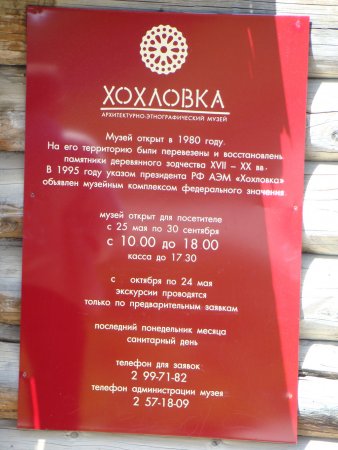 ХОХЛОВКА
АРХИТЕКТУРНО-ЭТНОГРАФИЧЕСКИЙ МУЗЕЙ
Музей открыт в 1980 году.
На его территорию были перевезены и восстановлены
памятники деревянного зодчества XVII – XX вв
В 1995 году указом президента РФ АЭМ «Хохловка»
объявлен музейным комплексом федерального значения
музей открыт для посетителе
с 25 мая по 30 сентября
с 10 00 до 18 00
касса до 17 30
с октября по 24 мая
экскурсии проводятся
только по предварительным заявкам
последний понедельник месяца
санитарный день
телефон для заявок
2 99-71-82
телефон администрации музея
2 57-18-09